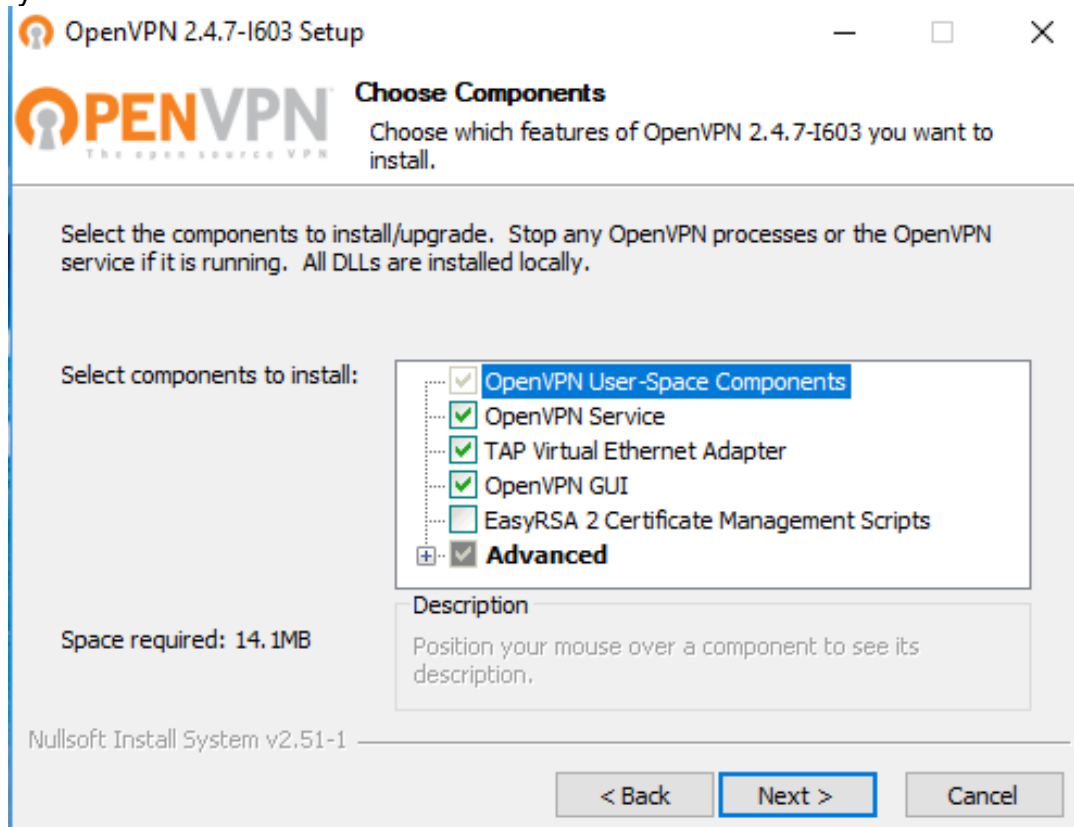 OpenVPN 2.4.7-I603 Setup
OPENVPN
The open source VPN
Choose Components
Choose which features of OpenVPN 2.4.7-I603 you want to
install.
Select the components to install/upgrade. Stop any OpenVPN processes or the OpenVPN
service if it is running. All DLLs are installed locally.
Select components to install:
OpenVPN User-Space Components
OpenVPN Service
TAP Virtual Ethernet Adapter
OpenVPN GUI
EasyRSA 2 Certificate Management Scripts
Advanced
Space required: 14.1MB
Description
Position your mouse over a component to see its
description.
Nullsoft Install System v2.51-1
< Back
Next >
Cancel